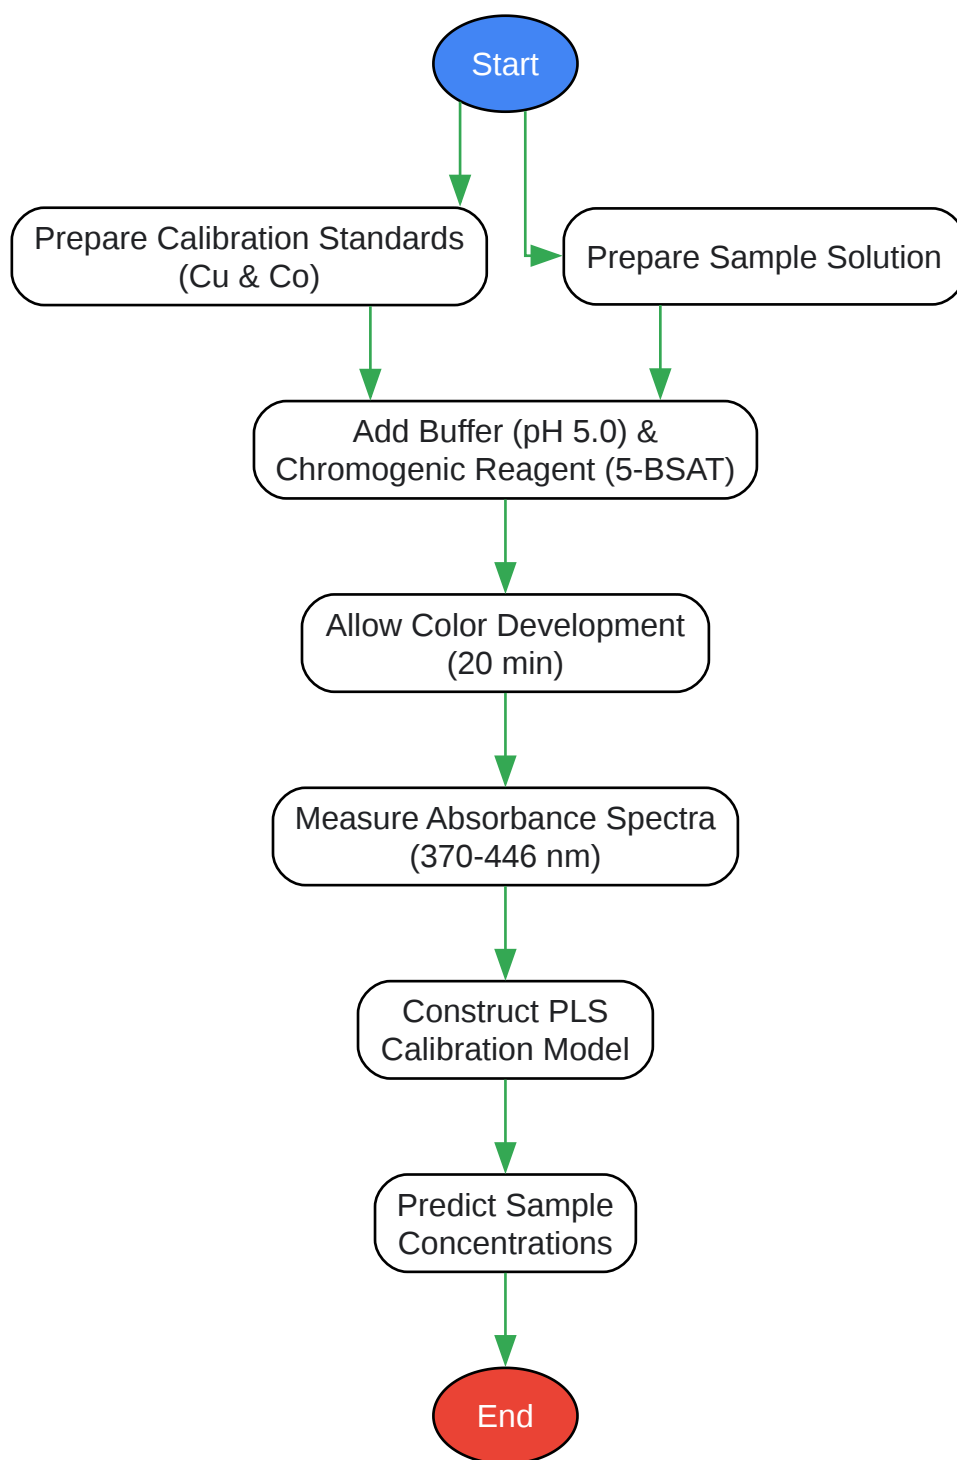 Start
Prepare Calibration Standards
(Cu & Co)
Prepare Sample Solution
Add Buffer (pH 5.0) &
Chromogenic Reagent (5-BSAT)
Allow Color Development
(20 min)
Measure Absorbance Spectra
(370-446 nm)
Construct PLS
Calibration Model
Predict Sample
Concentrations
End